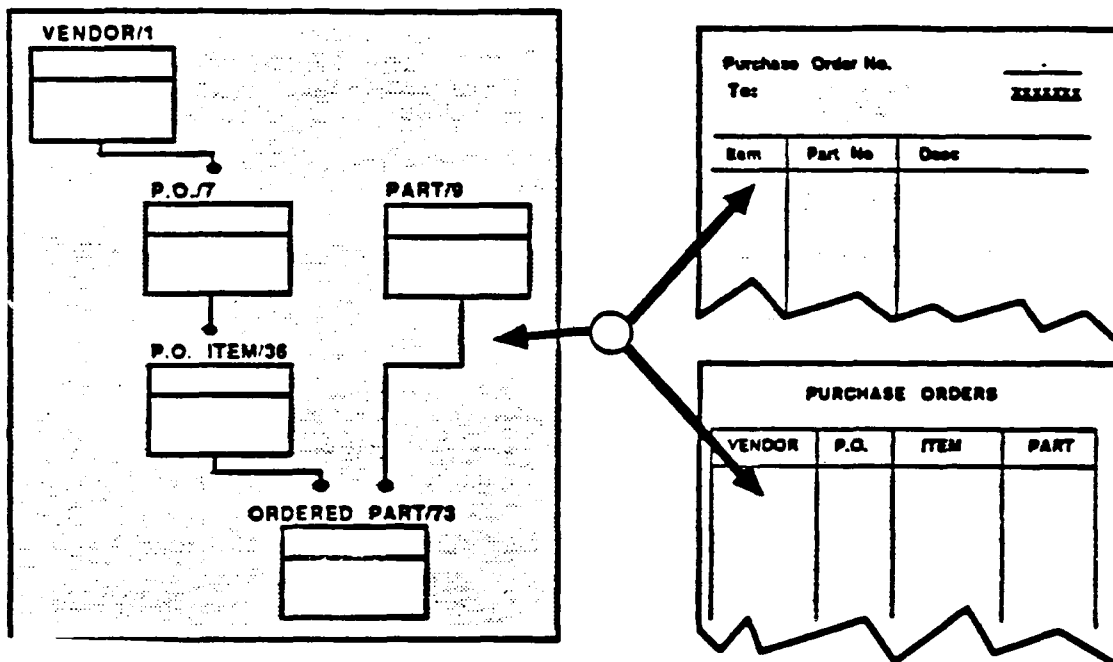 VENDOR/1
P.O./7
PART/9
P.O. ITEM/36
ORDERED PART/73
Purchase Order No.
To:
XXXXXXX
Item Part No Desc
PURCHASE ORDERS
VENDOR P.O. ITEM PART